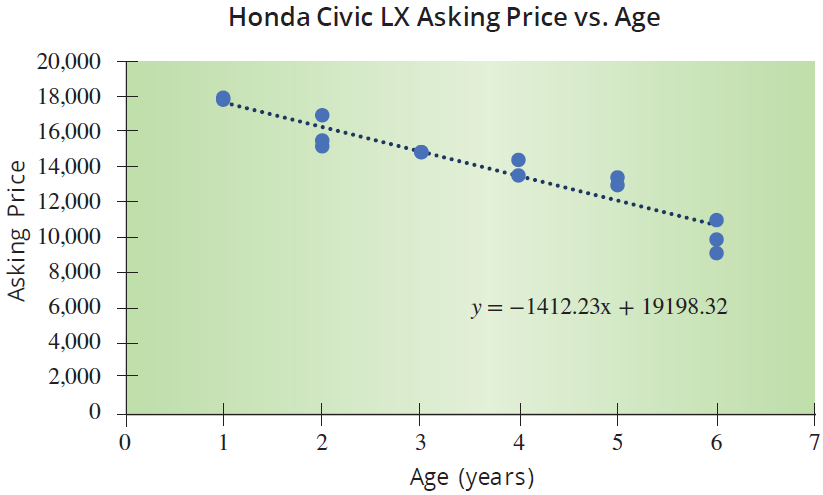 Honda Civic LX Asking Price vs. Age
20,000
18,000
16,000
14,000
12,000
10,000
8,000
6,000
4,000
2,000
0
Asking Price
y = −1412.23x + 19198.32
0 1 2 3 4 5 6 7
Age (years)